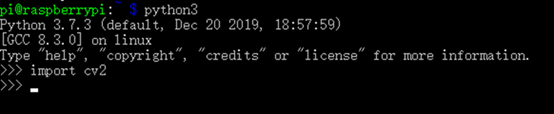 pi@raspberrypi:~ $ python3
Python 3.7.3 (default, Dec 20 2019, 18:57:59)
[GCC 8.3.0] on linux
Type "help", "copyright", "credits" or "license" for more information.
>>> import cv2
>>>